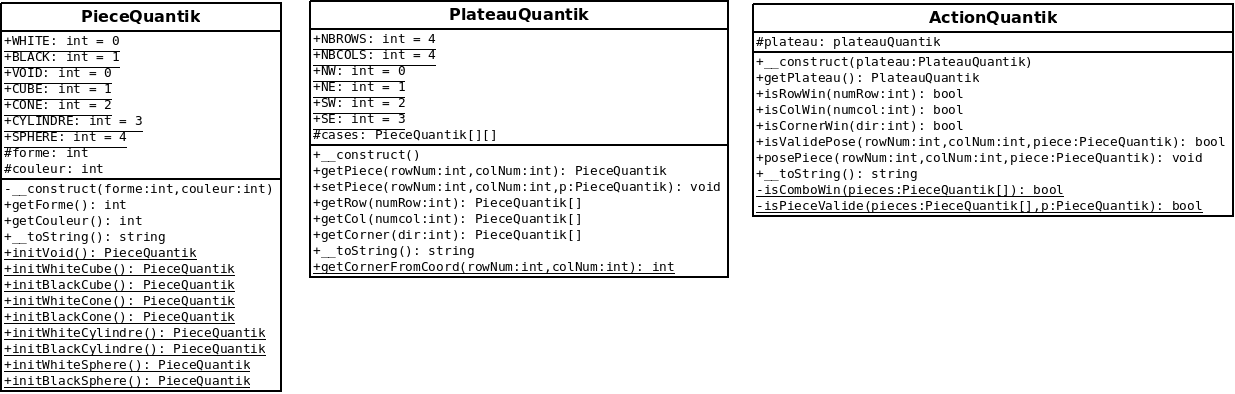 PieceQuantik
+WHITE: int = 0
+BLACK: int = 1
+VOID: int = 0
+CUBE: int = 1
+CONE: int = 2
+CYLINDRE: int = 3
+SPHERE: int = 4
#forme: int
#couleur: int
-__construct(forme:int,couleur:int)
+getForme(): int
+getCouleur(): int
+__toString(): string
+initVoid(): PieceQuantik
+initWhiteCube(): PieceQuantik
+initBlackCube(): PieceQuantik
+initWhiteCone(): PieceQuantik
+initBlackCone(): PieceQuantik
+initWhiteCylindre(): PieceQuantik
+initBlackCylindre(): PieceQuantik
+initWhiteSphere(): PieceQuantik
+initBlackSphere(): PieceQuantik
PlateauQuantik
+NBROWS: int = 4
+NBCOLS: int = 4
+NW: int = 0
+NE: int = 1
+SW: int = 2
+SE: int = 3
#cases: PieceQuantik[][]
+__construct()
+getPiece(rowNum:int,colNum:int): PieceQuantik
+setPiece(rowNum:int,colNum:int,p:PieceQuantik): void
+getRow(numRow:int): PieceQuantik[]
+getCol(numcol:int): PieceQuantik[]
+getCorner(dir:int): PieceQuantik[]
+__toString(): string
+getCornerFromCoord(rowNum:int,colNum:int): int
ActionQuantik
#plateau: plateauQuantik
+__construct(plateau:PlateauQuantik)
+getPlateau(): PlateauQuantik
+isRowWin(numRow:int): bool
+isColWin(numcol:int): bool
+isCornerWin(dir:int): bool
+isValidePose(rowNum:int,colNum:int,piece:PieceQuantik): bool
+posePiece(rowNum:int,colNum:int,piece:PieceQuantik): void
+__toString(): string
-isComboWin(pieces:PieceQuantik[]): bool
-isPieceValide(pieces:PieceQuantik[],p:PieceQuantik): bool